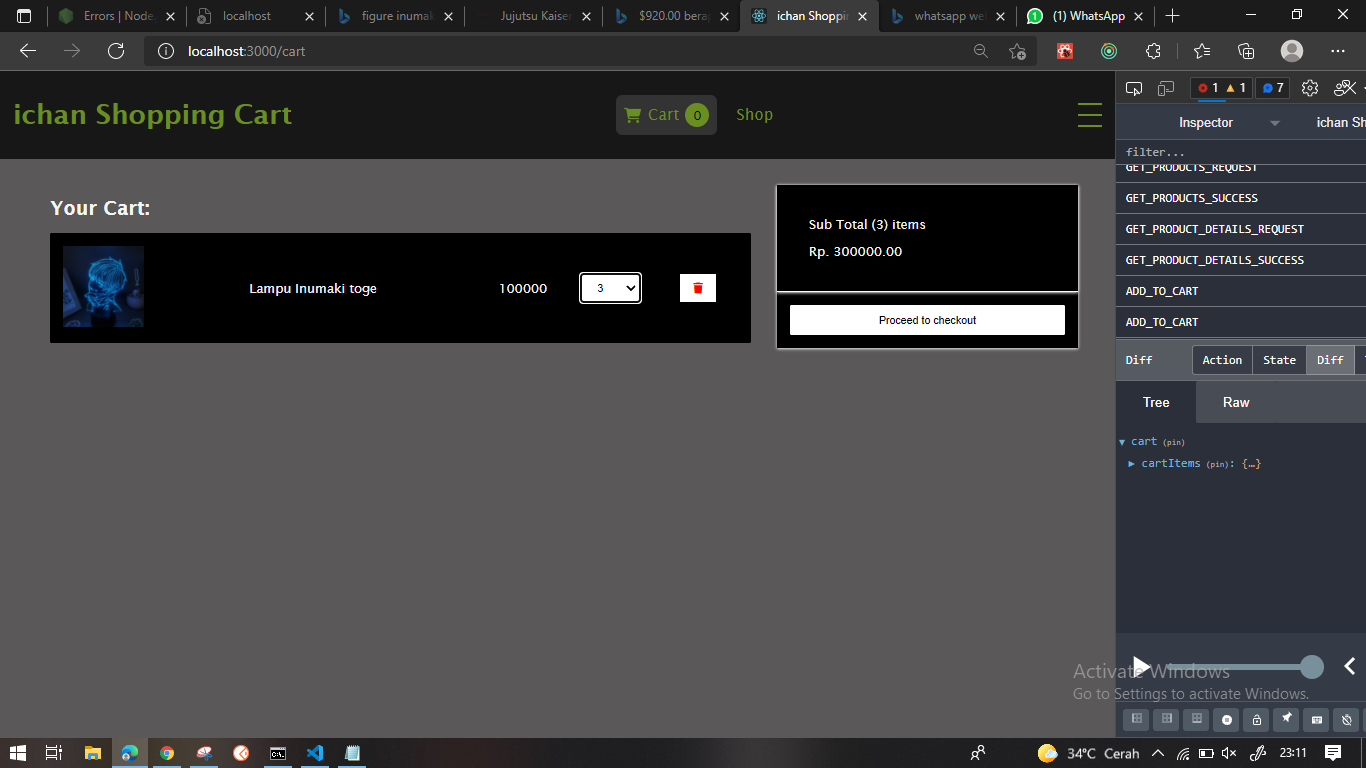 Errors | Node
localhost
figure inumak
Jujutsu Kaisen
$920.00 bera
ichan Shoppin
whatsapp we
(1) WhatsApp
localhost:3000/cart
ichan Shopping Cart
Cart 0
Shop
1 1 7
Inspector
ichan Sh
filter...
GET_PRODUCTS_REQUEST
GET_PRODUCTS_SUCCESS
GET_PRODUCT_DETAILS_REQUEST
GET_PRODUCT_DETAILS_SUCCESS
ADD_TO_CART
ADD_TO_CART
Your Cart:
Lampu Inumaki toge
100000
3
Sub Total (3) items
Rp. 300000.00
Proceed to checkout
Diff
Action
State
Diff
Tree
Raw
cart (pin)
cartItems (pin): {…}
Activate Windows
Go to Settings to activate Windows.
34°C Cerah
23:11